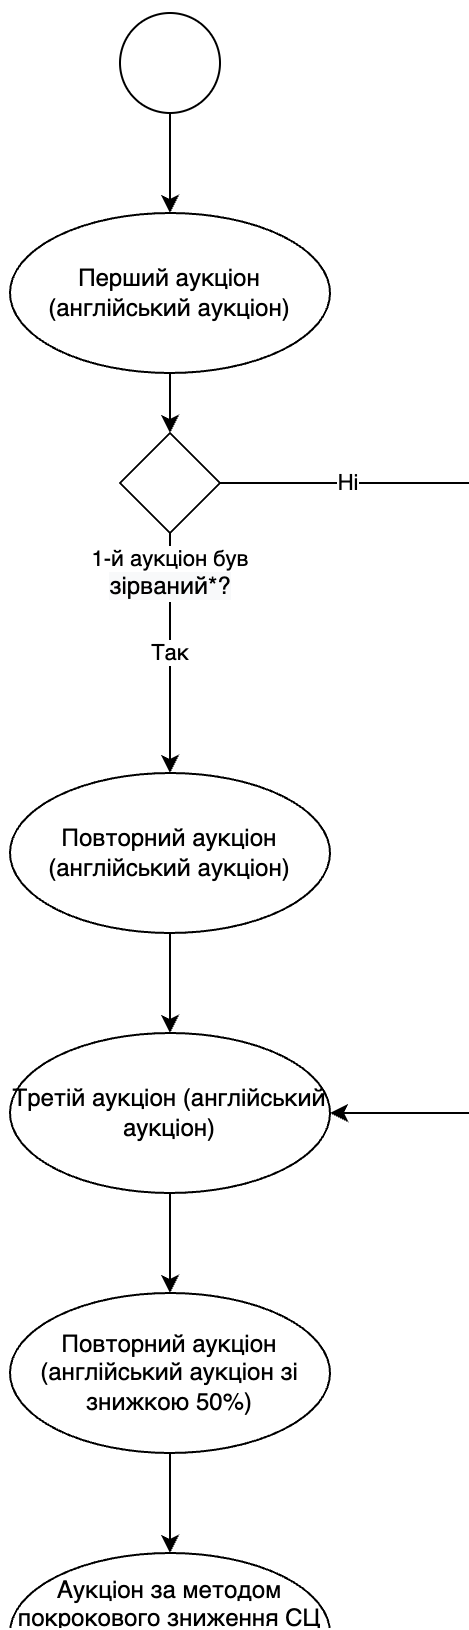 Перший аукціон
(англійський аукціон)
Ні
1-й аукціон був
зірваний*?
Так
Повторний аукціон
(англійський аукціон)
Третій аукціон (англійський
аукціон)
Повторний аукціон
(англійський аукціон зі
знижкою 50%)
Аукціон за методом
покрокового зниження СЦ